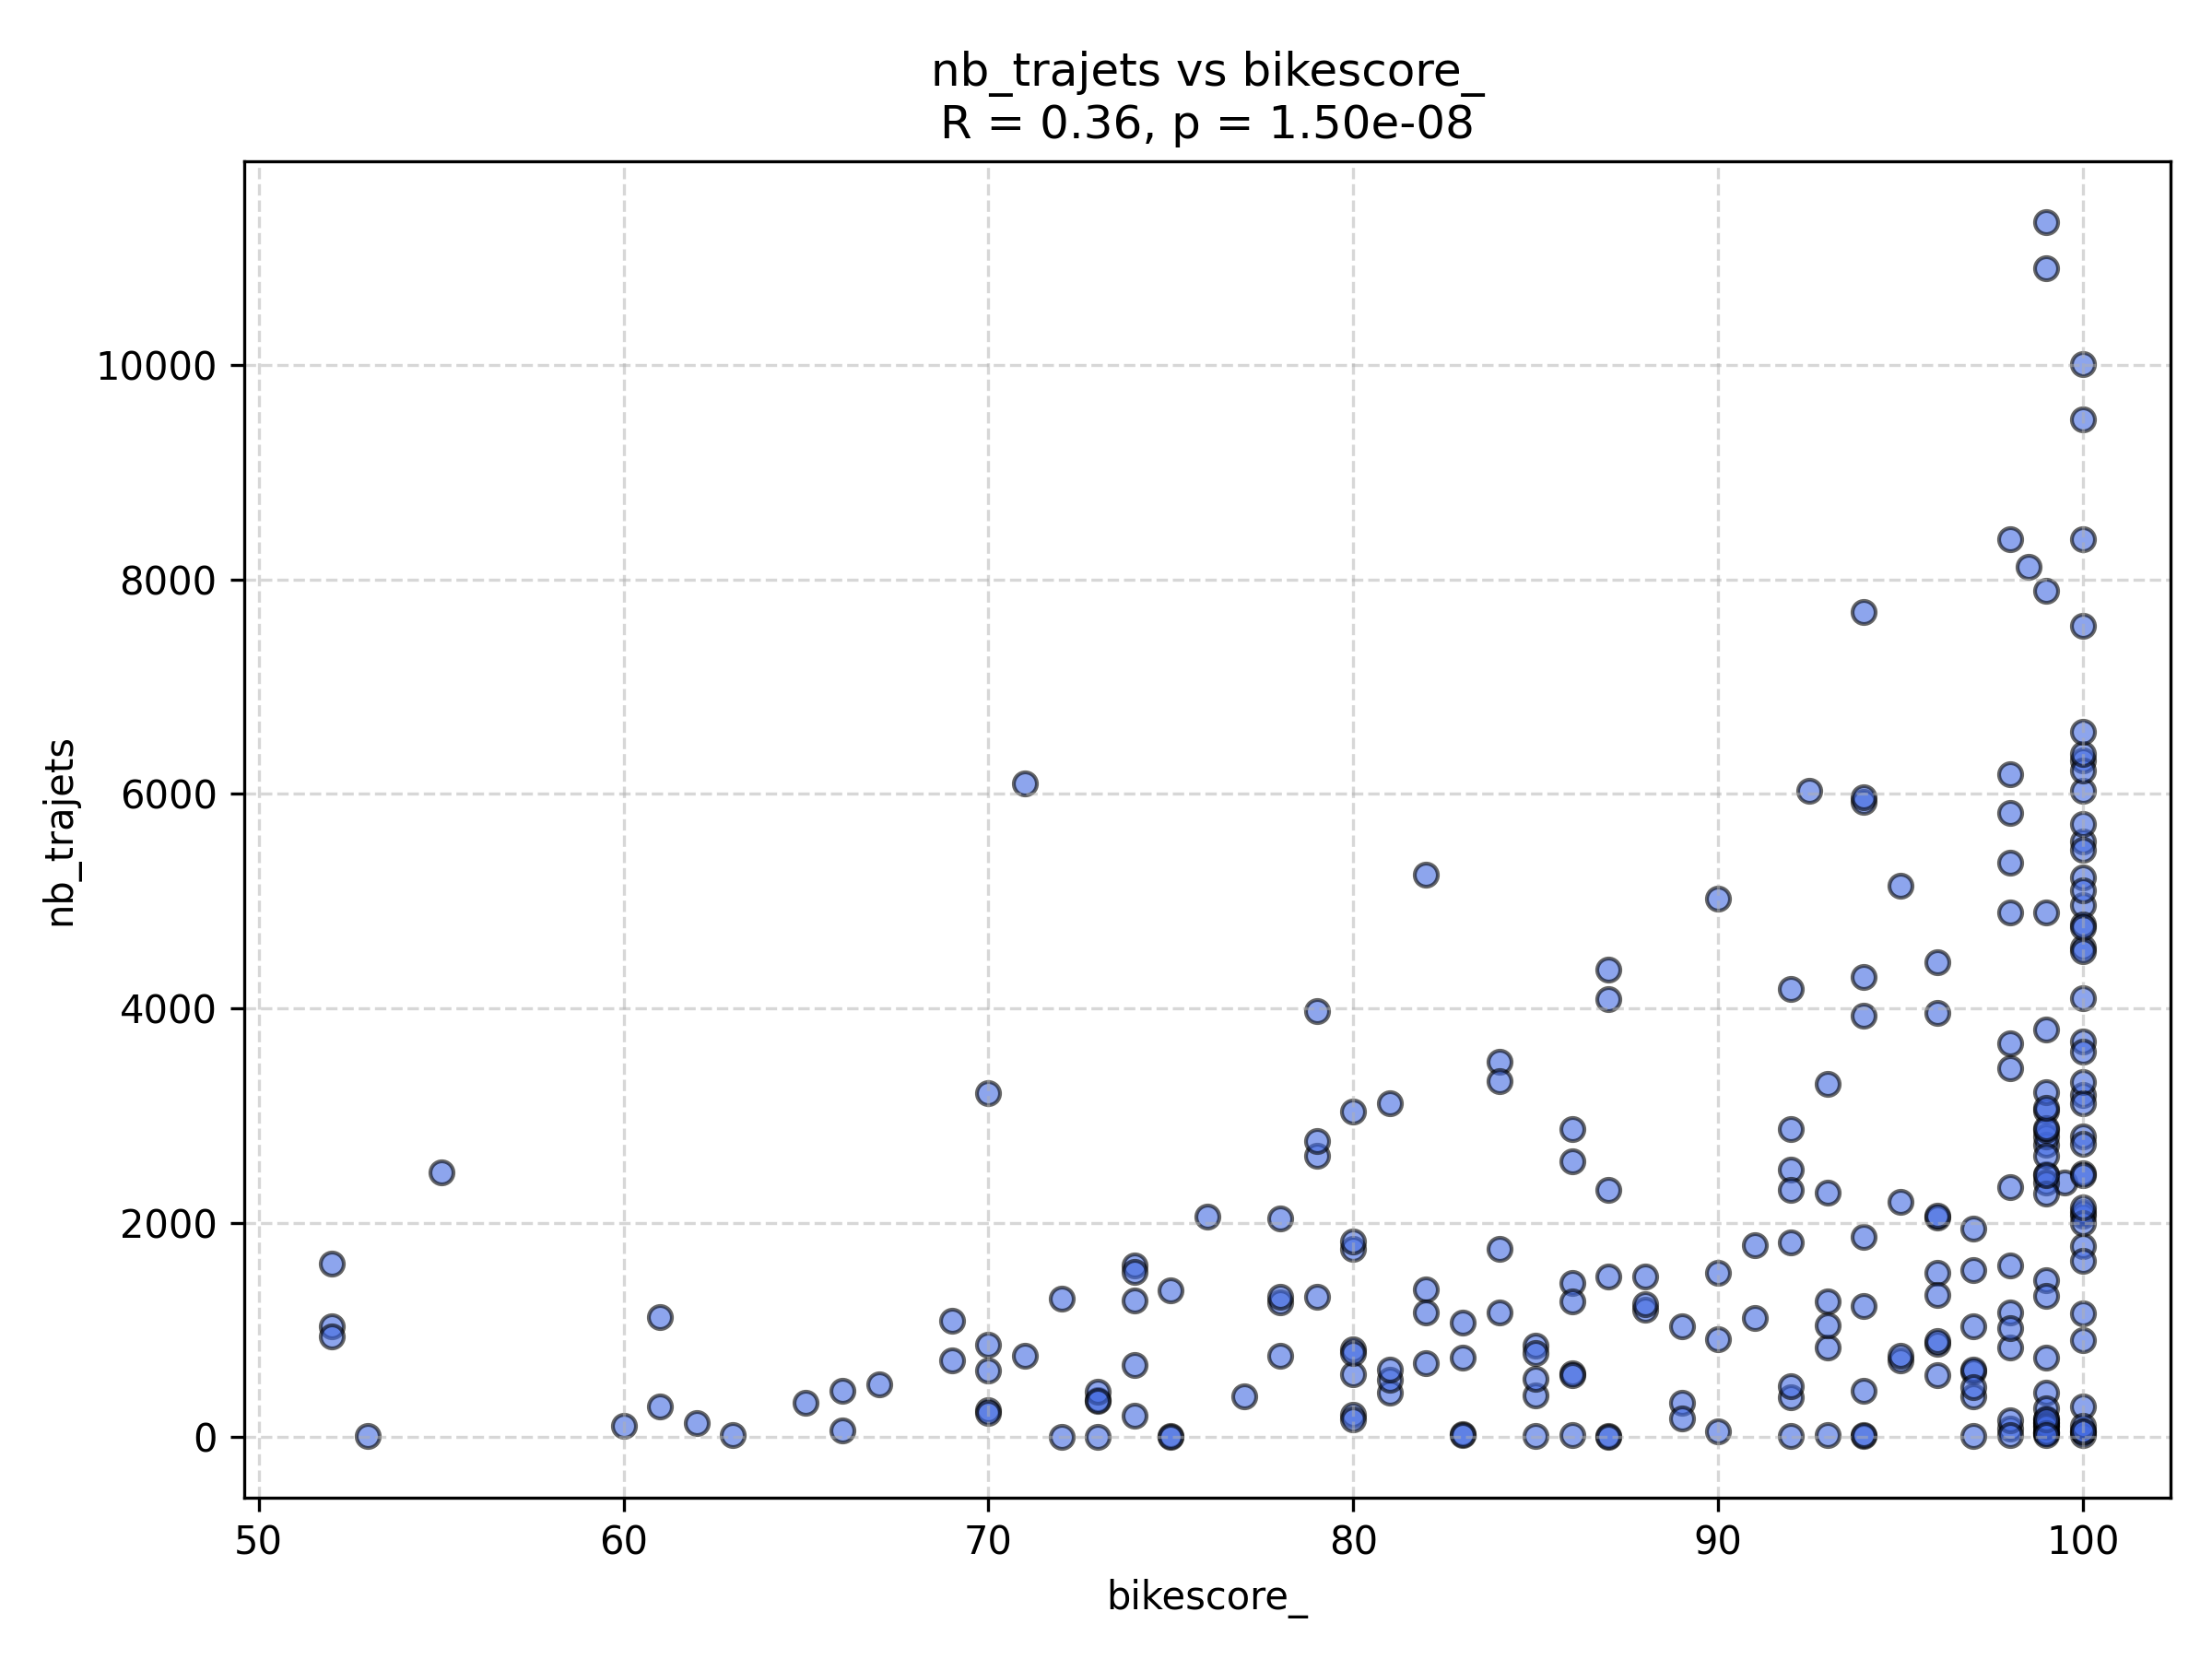 nb_trajets vs bikescore_
R = 0.36, p = 1.50e-08
10000
8000
6000
4000
2000
0
nb_trajets
50 60 70 80 90 100
bikescore_